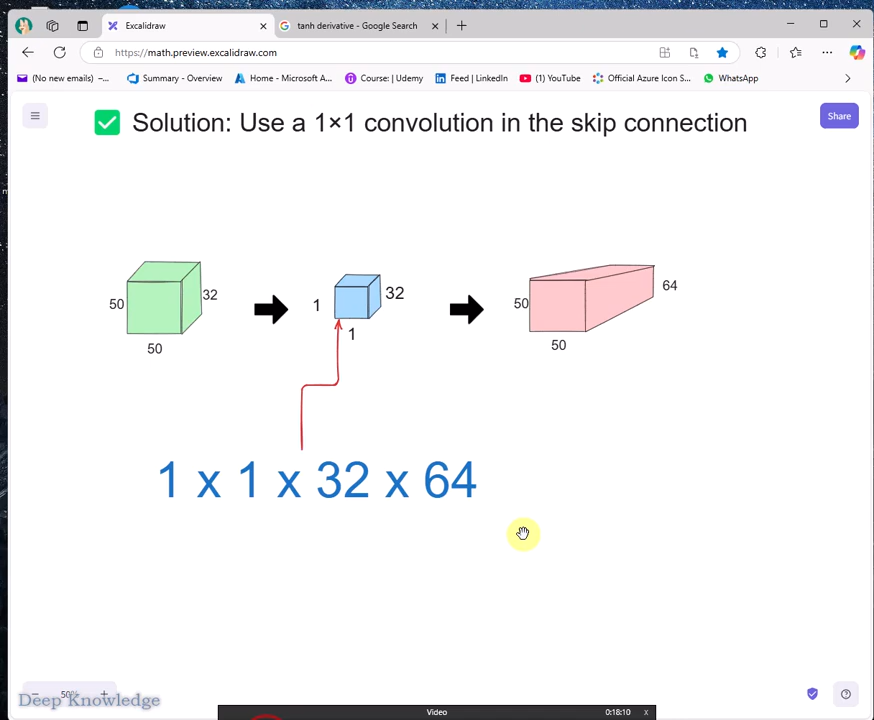 Excalidraw
tanh derivative - Google Search
https://math.preview.excalidraw.com
(No new emails) –...
Summary - Overview
Home - Microsoft A...
Course: | Udemy
Feed | LinkedIn
(1) YouTube
Official Azure Icon S...
WhatsApp
Solution: Use a 1×1 convolution in the skip connection
Share
50
32
50
1
32
1
50
64
50
1 x 1 x 32 x 64
50%
Deep Knowledge
Video
0:18:10
x